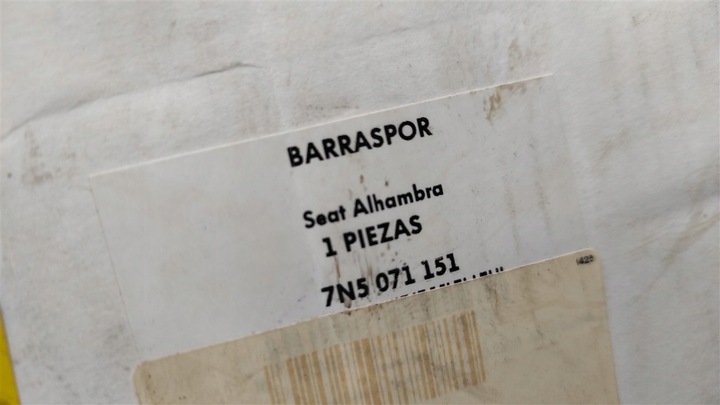 BARRASPOR
Seat Alhambra
1 PIEZAS
7N5 071 151